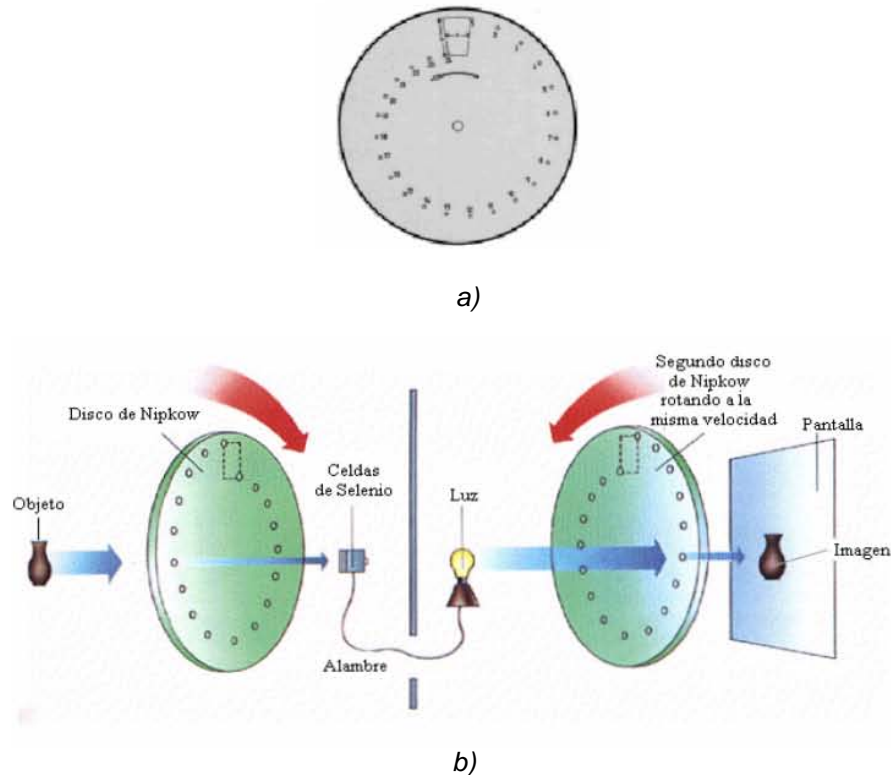 a)
Segundo disco
de Nipkow
rotando a la
misma velocidad
Disco de Nipkow
Pantalla
Celdas
de Selenio
Luz
Objeto
Imagen
Alambre
b)